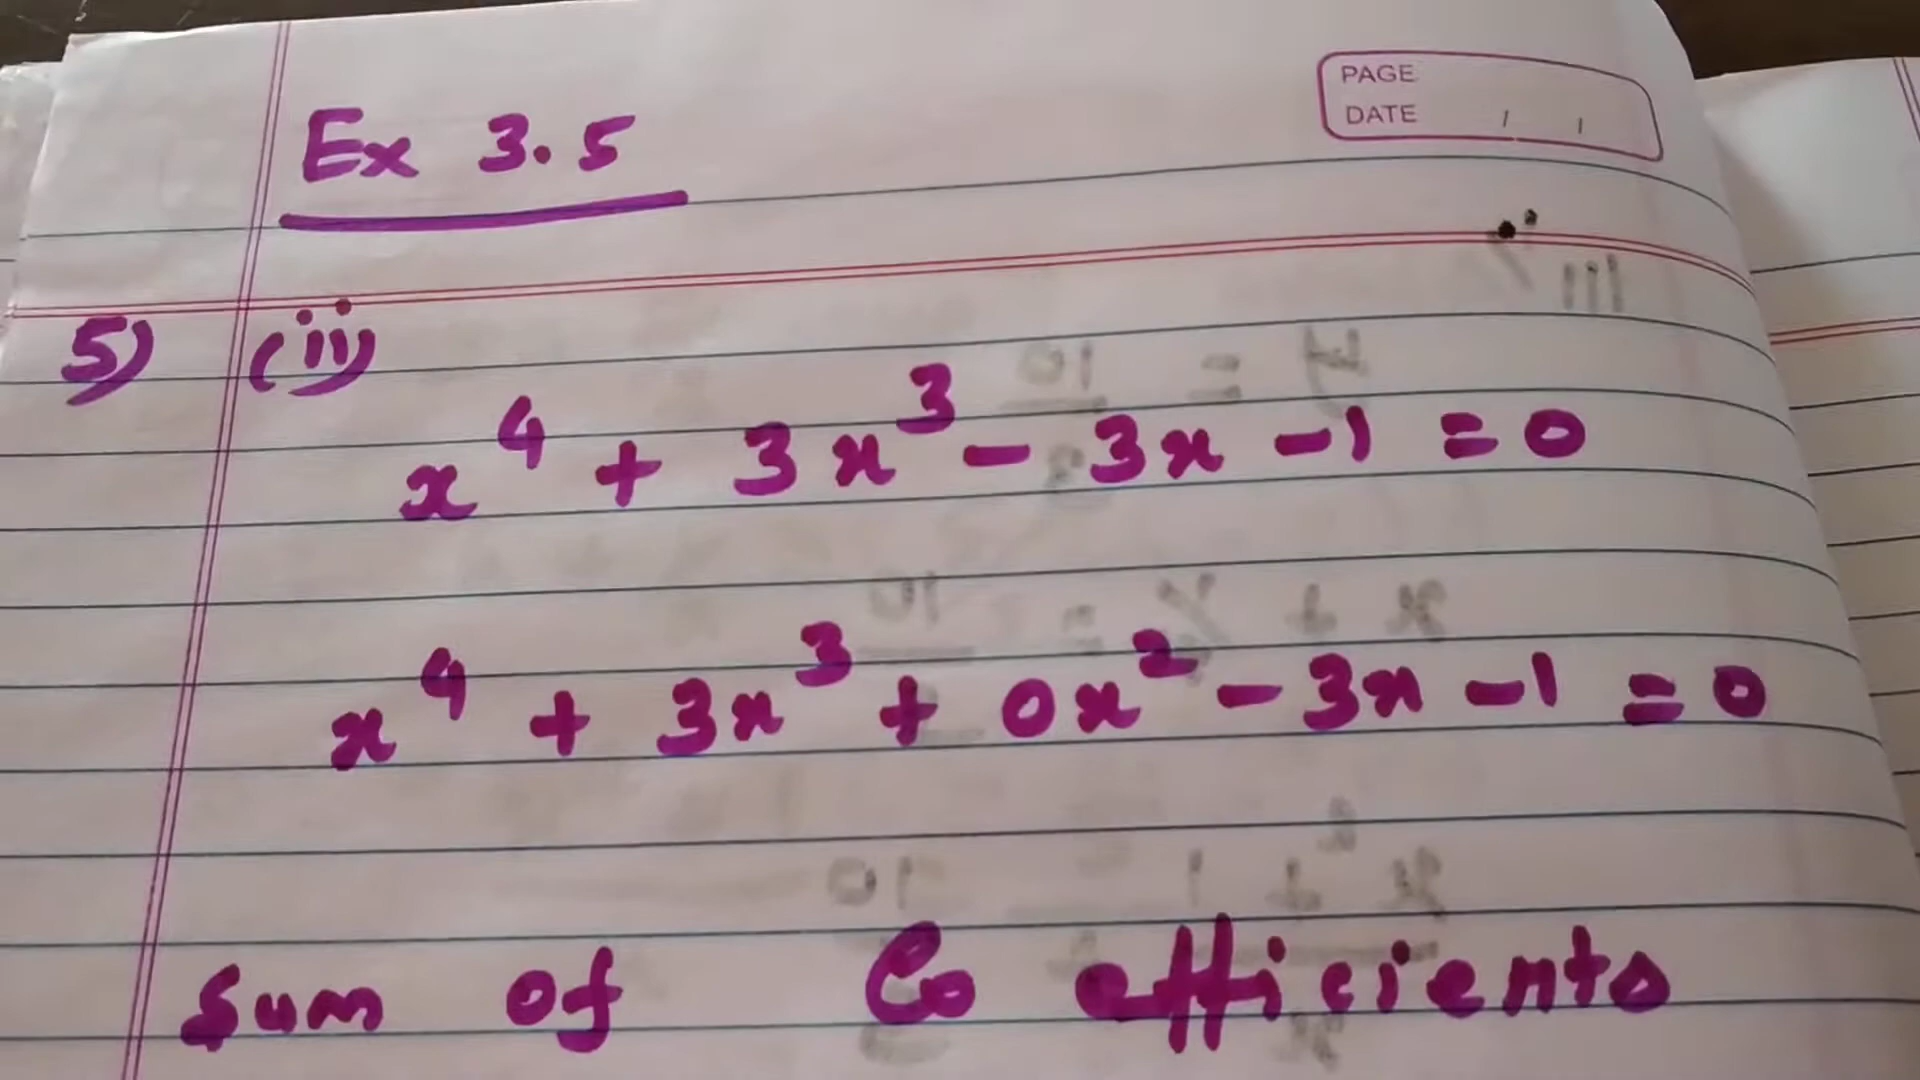 PAGE
DATE / /
Ex 3.5
5) (ii)
x⁴ + 3x³ - 3x - 1 = 0
x⁴ + 3x³ + 0x² - 3x - 1 = 0
Sum of Co efficients